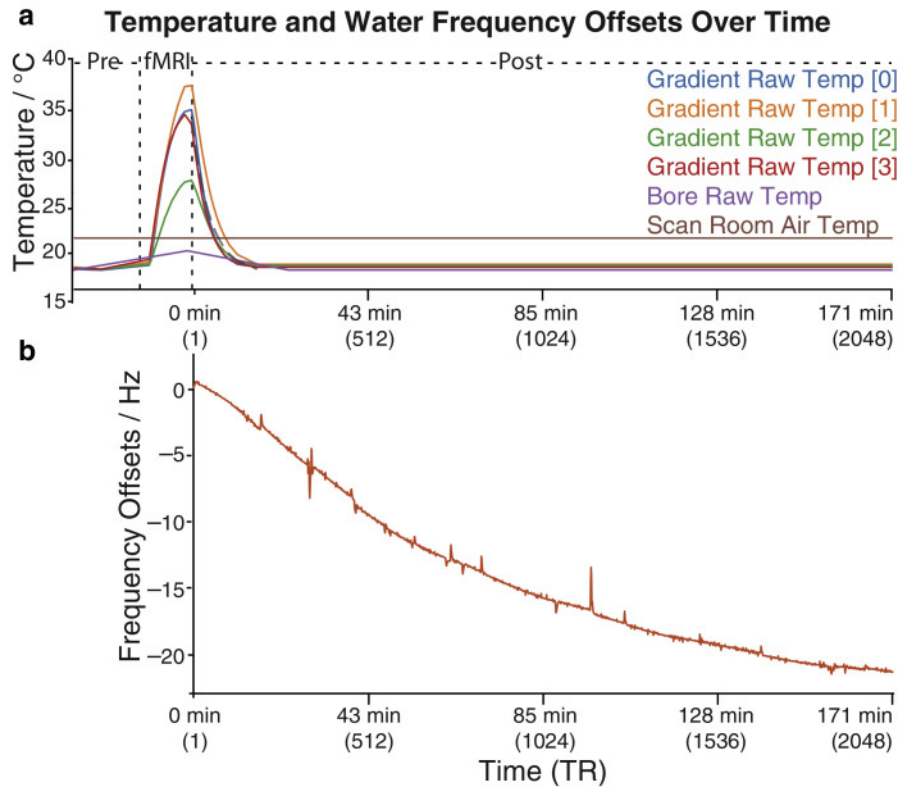 a Temperature and Water Frequency Offsets Over Time
Pre fMRI Post
Temperature / °C
40
35
30
25
20
15
Gradient Raw Temp [0]
Gradient Raw Temp [1]
Gradient Raw Temp [2]
Gradient Raw Temp [3]
Bore Raw Temp
Scan Room Air Temp
0 min 43 min 85 min 128 min 171 min
(1) (512) (1024) (1536) (2048)
b
Frequency Offsets / Hz
0
−5
−10
−15
−20
0 min 43 min 85 min 128 min 171 min
(1) (512) (1024) (1536) (2048)
Time (TR)